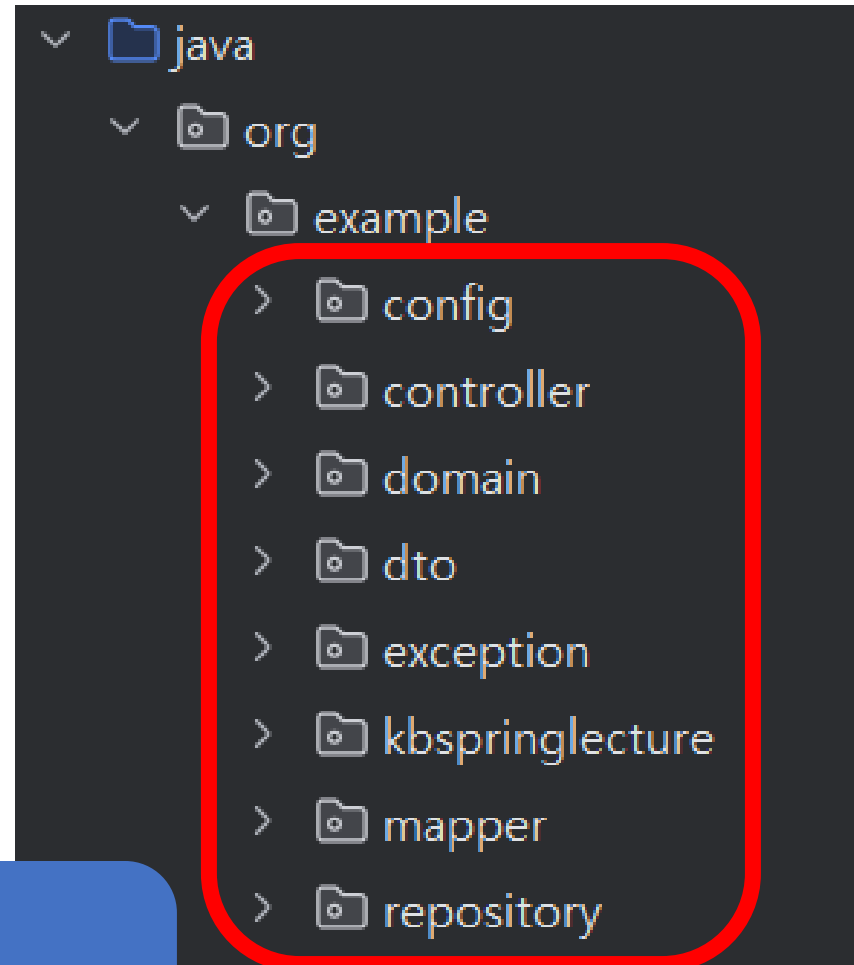 java
org
example
config
controller
domain
dto
exception
kbspringlecture
mapper
repository